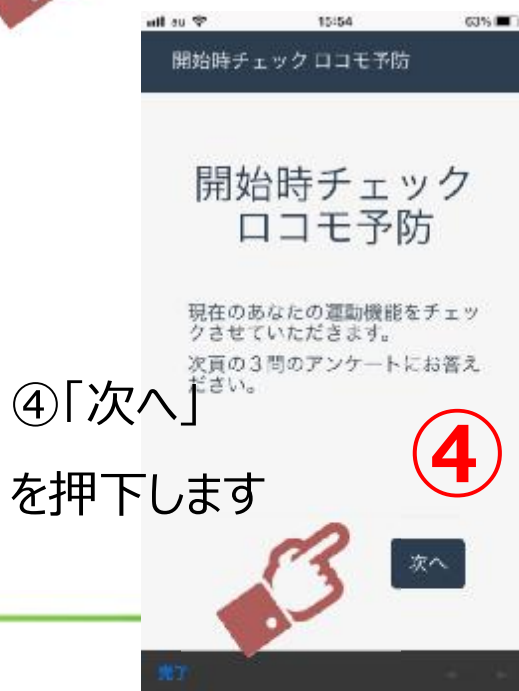 au 15:54 63%
開始時チェック ロコモ予防
開始時チェック
ロコモ予防
現在のあなたの運動機能をチェッ
クさせていただきます。
次頁の3問のアンケートにお答え
ださい。
④「次へ」
を押下します
④
次へ
完了